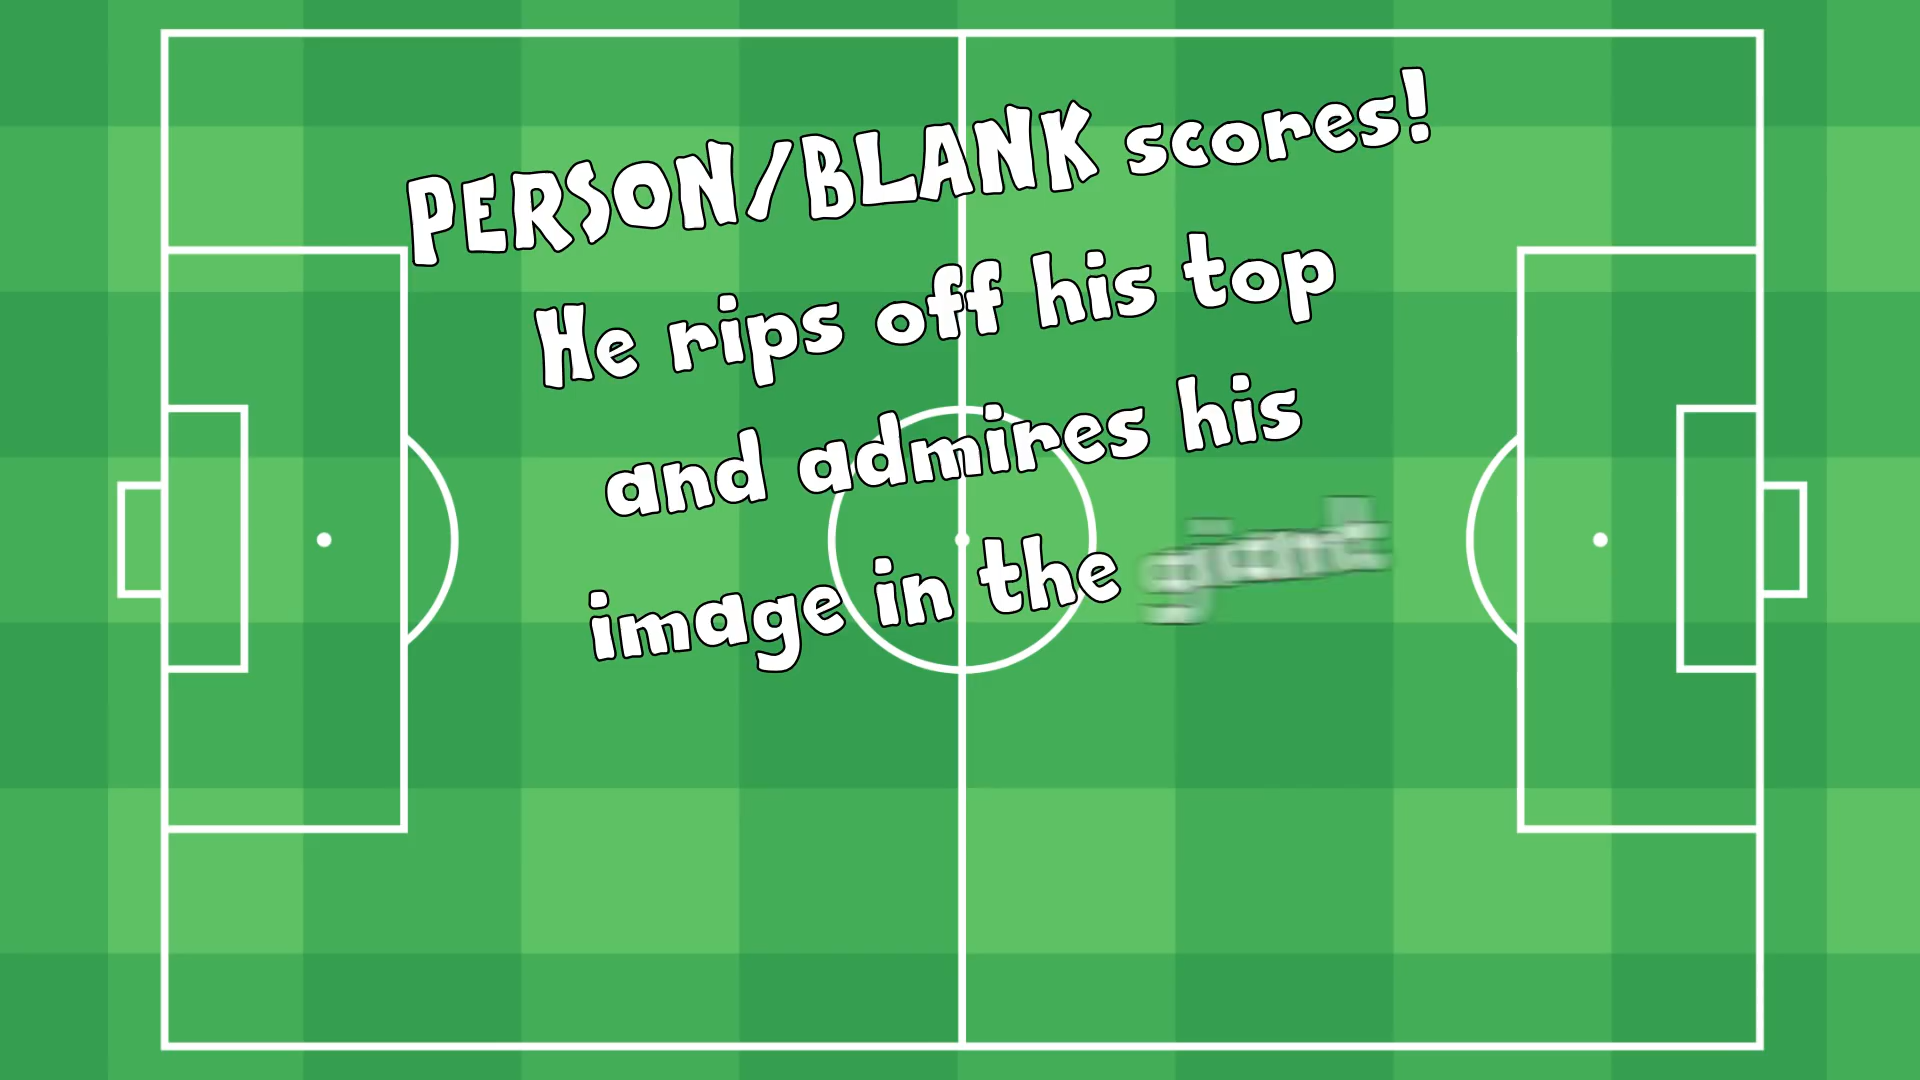 PERSON/BLANK scores!
He rips off his top
and admires his
image in the